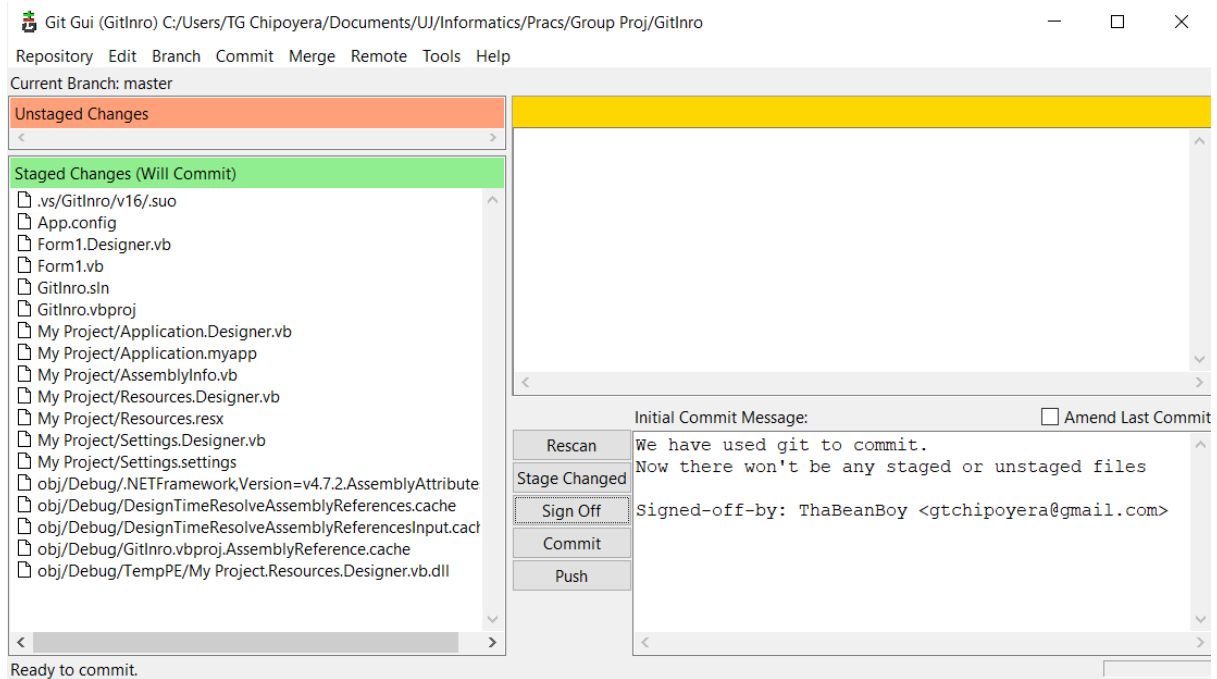 Git Gui (GitInro) C:/Users/TG Chipoyera/Documents/UJ/Informatics/Pracs/Group Proj/GitInro
Repository Edit Branch Commit Merge Remote Tools Help
Current Branch: master
Unstaged Changes
Staged Changes (Will Commit)
.vs/GitInro/v16/.suo
App.config
Form1.Designer.vb
Form1.vb
GitInro.sln
GitInro.vbproj
My Project/Application.Designer.vb
My Project/Application.myapp
My Project/AssemblyInfo.vb
My Project/Resources.Designer.vb
My Project/Resources.resx
My Project/Settings.Designer.vb
My Project/Settings.settings
obj/Debug/.NETFramework,Version=v4.7.2.AssemblyAttribute
obj/Debug/DesignTimeResolveAssemblyReferences.cache
obj/Debug/DesignTimeResolveAssemblyReferencesInput.cach
obj/Debug/GitInro.vbproj.AssemblyReference.cache
obj/Debug/TempPE/My Project.Resources.Designer.vb.dll
Initial Commit Message:
Amend Last Commit
Rescan
Stage Changed
Sign Off
Commit
Push
We have used git to commit.
Now there won't be any staged or unstaged files
Signed-off-by: ThaBeanBoy <gtchipoyera@gmail.com>
Ready to commit.